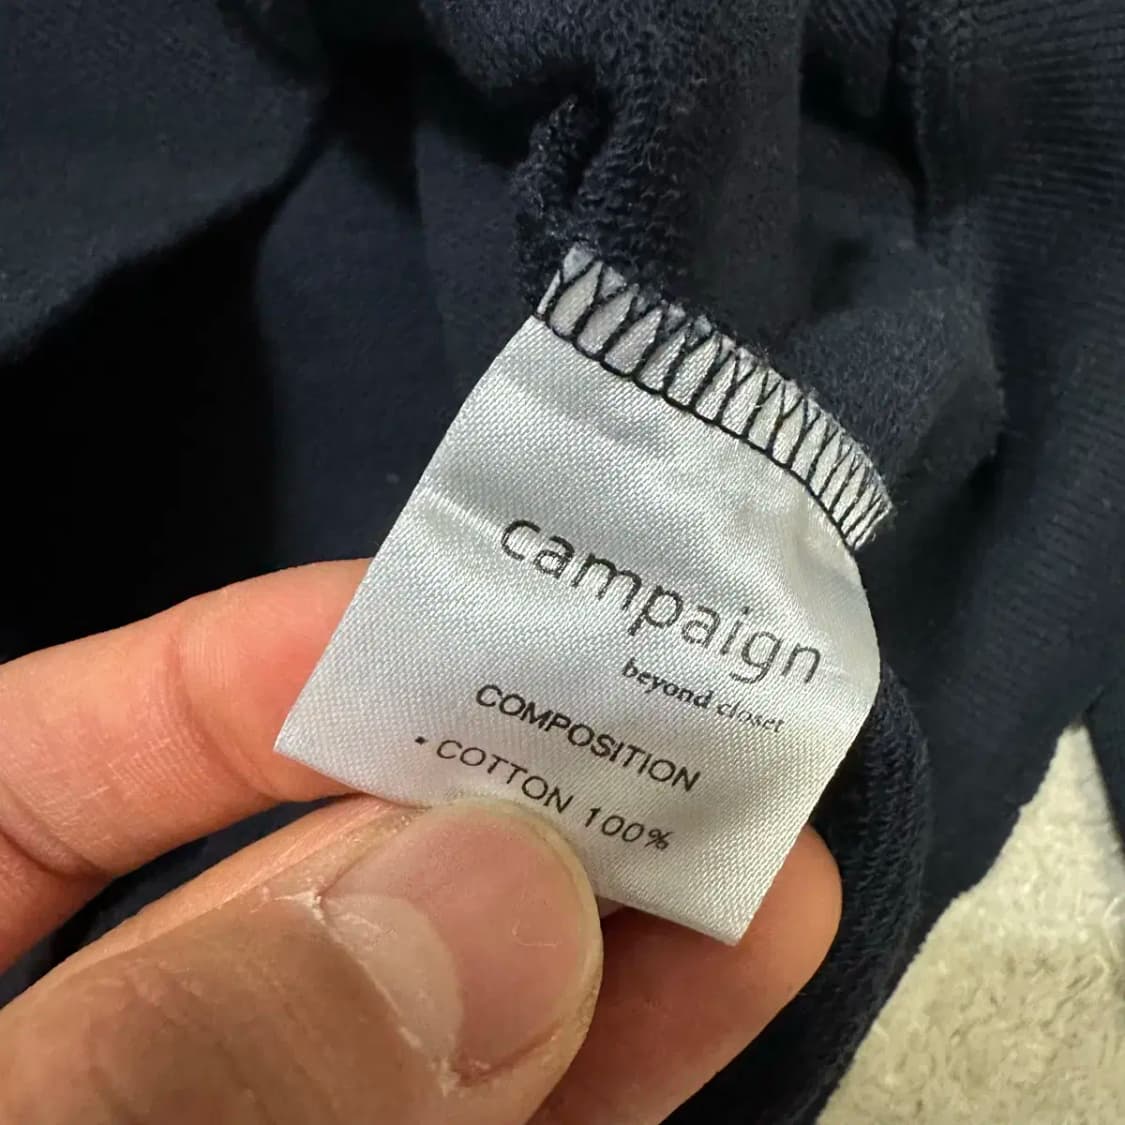 campaign
beyond closet
COMPOSITION
• COTTON 100%